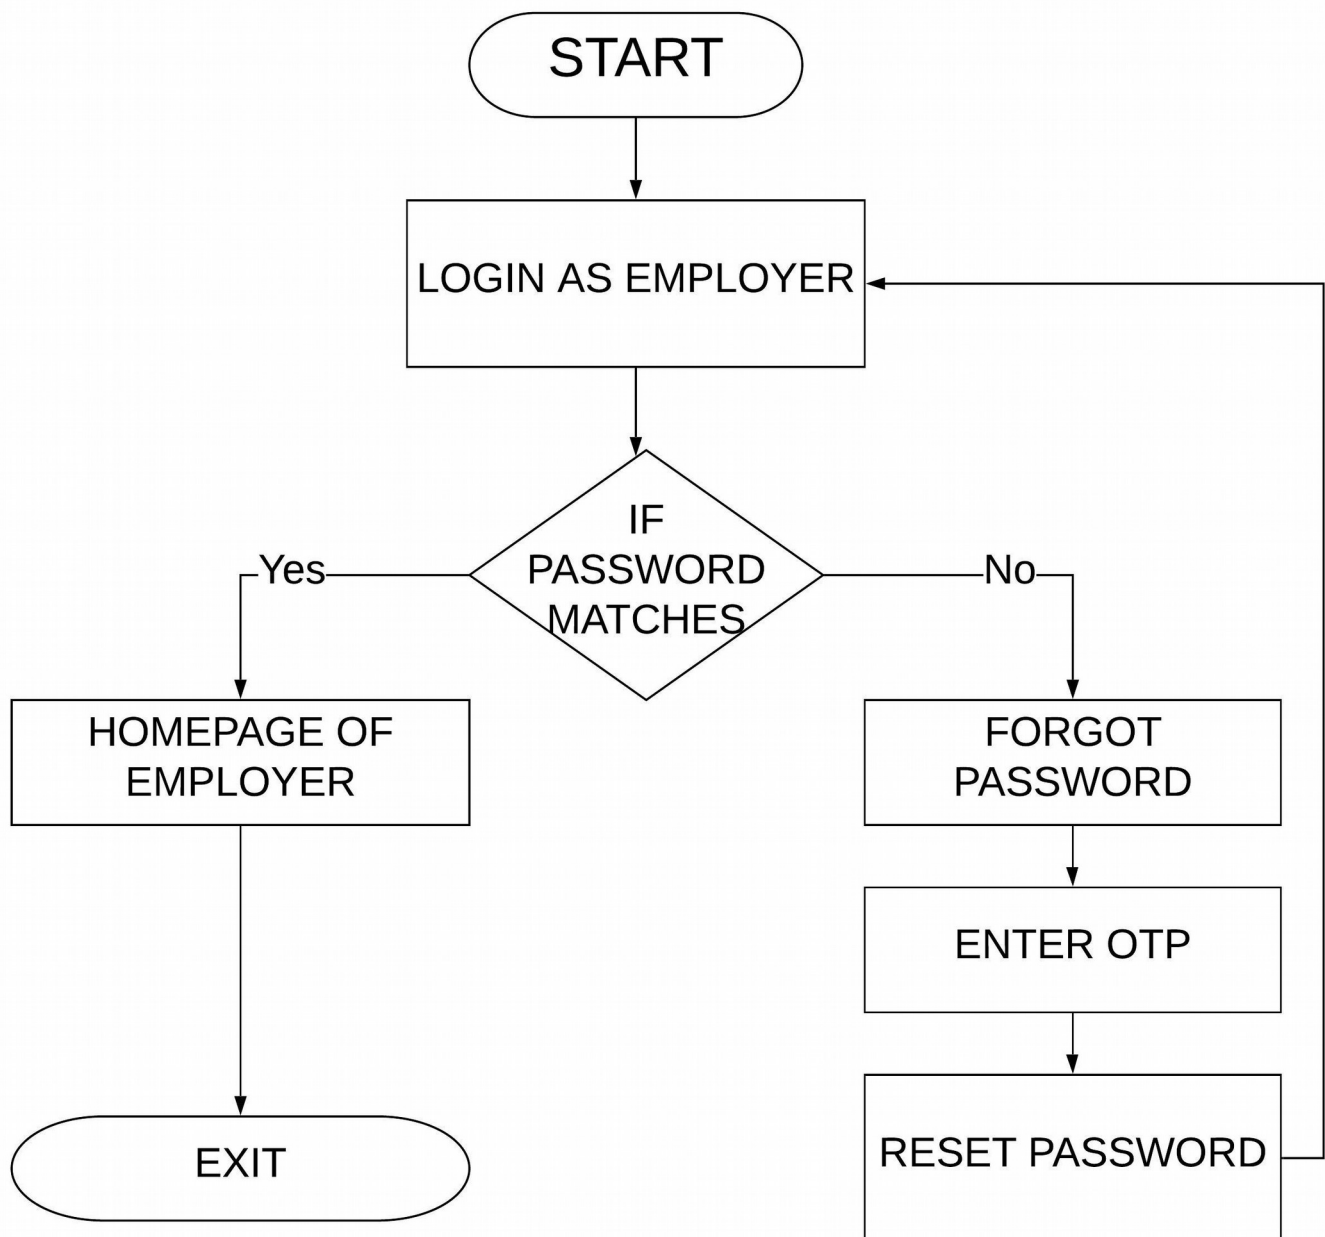 START
LOGIN AS EMPLOYER
IF
PASSWORD
MATCHES
Yes
No
HOMEPAGE OF
EMPLOYER
FORGOT
PASSWORD
ENTER OTP
RESET PASSWORD
EXIT